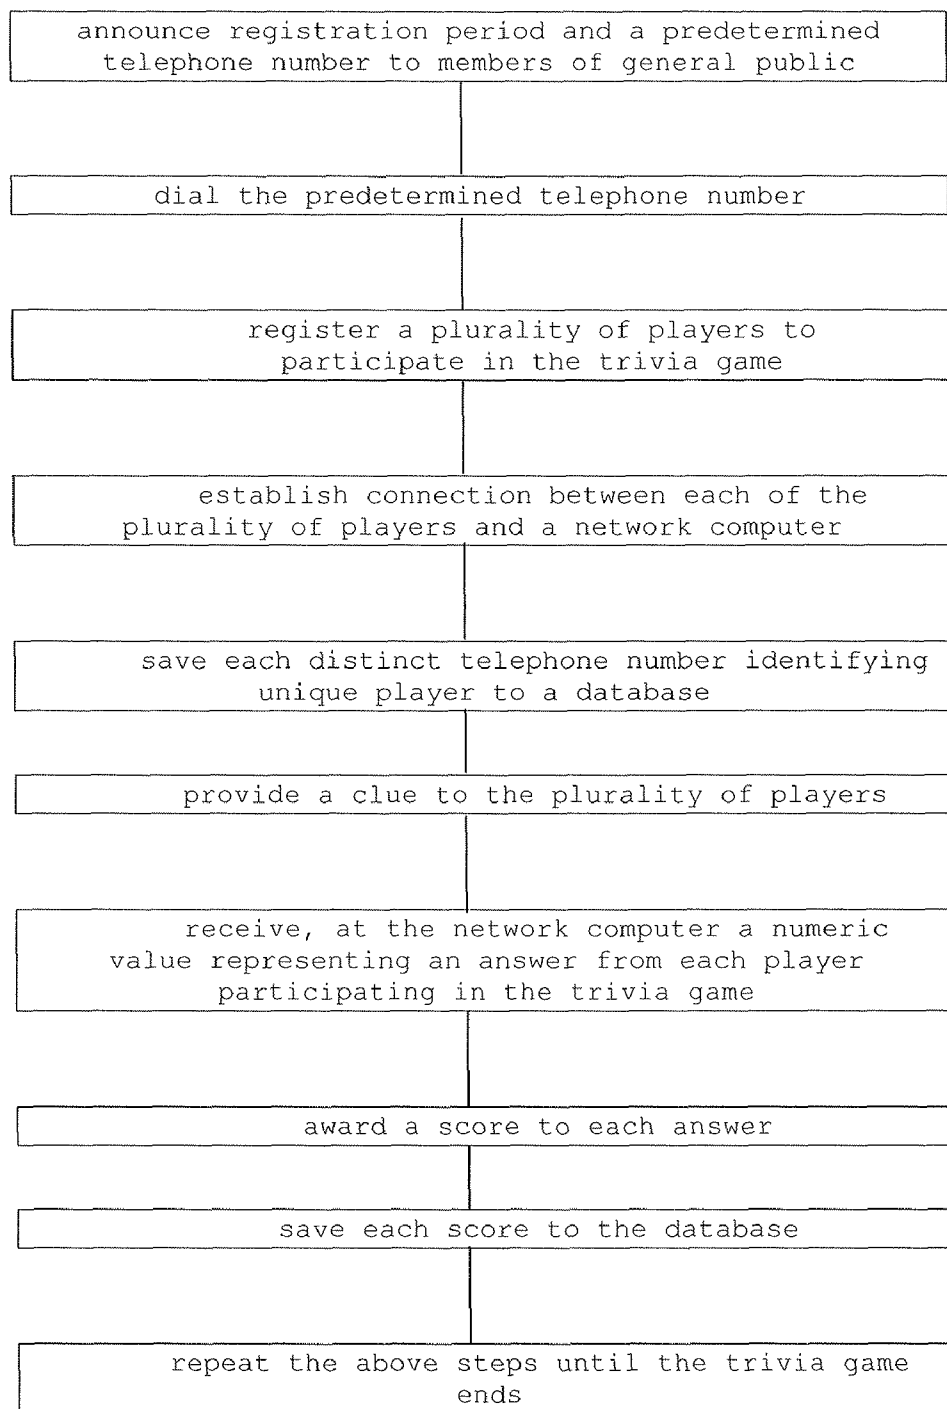 announce registration period and a predetermined
telephone number to members of general public
dial the predetermined telephone number
register a plurality of players to
participate in the trivia game
establish connection between each of the
plurality of players and a network computer
save each distinct telephone number identifying
unique player to a database
provide a clue to the plurality of players
receive, at the network computer a numeric
value representing an answer from each player
participating in the trivia game
award a score to each answer
save each score to the database
repeat the above steps until the trivia game
ends